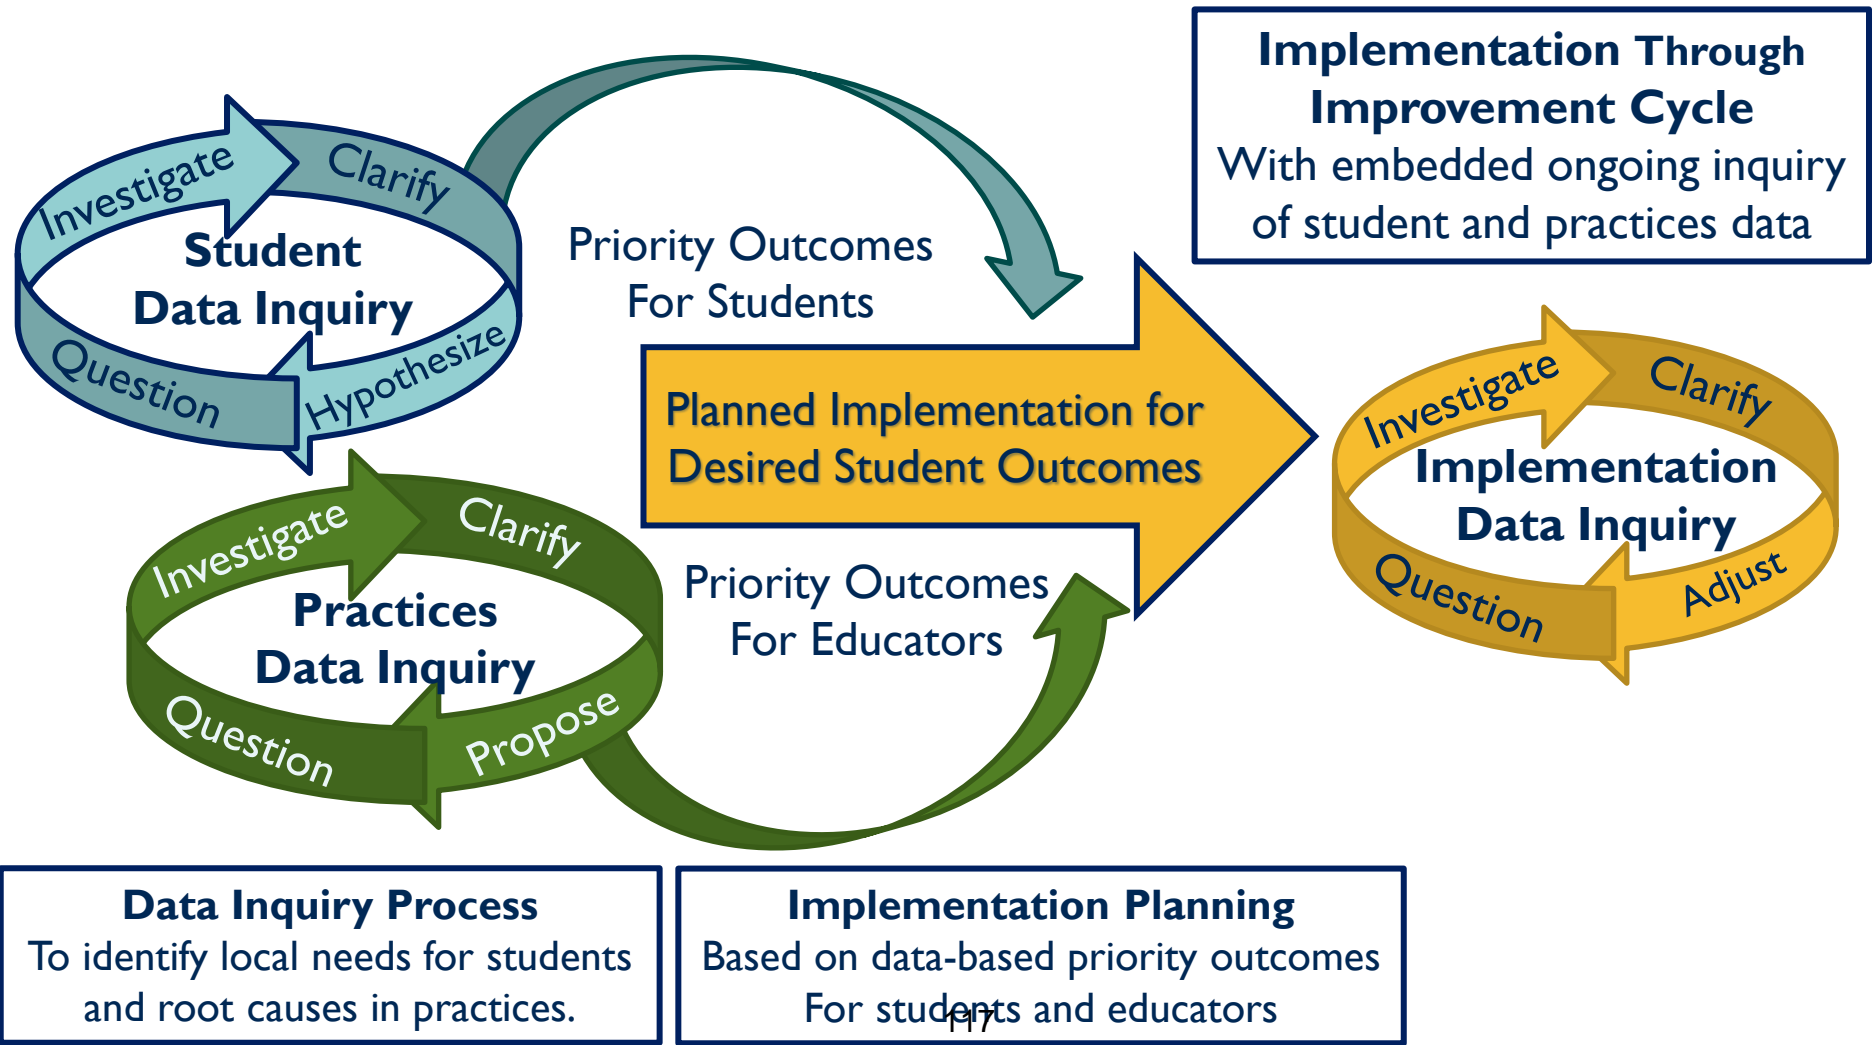 Implementation Through
Improvement Cycle
With embedded ongoing inquiry
of student and practices data
Investigate
Clarify
Student
Data Inquiry
Question
Hypothesize
Priority Outcomes
For Students
Planned Implementation for
Desired Student Outcomes
Investigate
Clarify
Implementation
Data Inquiry
Question
Adjust
Investigate
Clarify
Practices
Data Inquiry
Question
Propose
Priority Outcomes
For Educators
Data Inquiry Process
To identify local needs for students
and root causes in practices.
Implementation Planning
Based on data-based priority outcomes
For students and educators
117